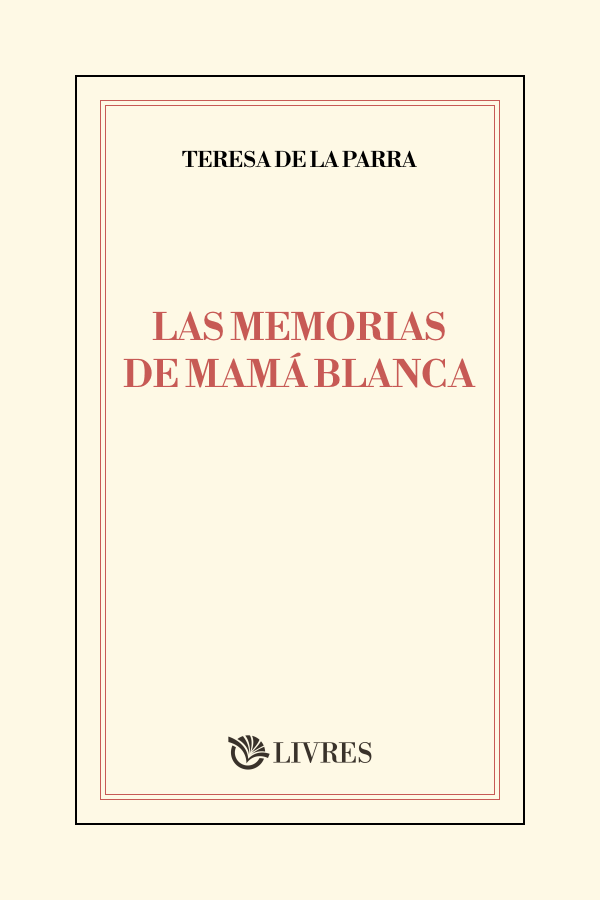 TERESA DE LA PARRA
LAS MEMORIAS
DE MAMÁ BLANCA
LIVRES